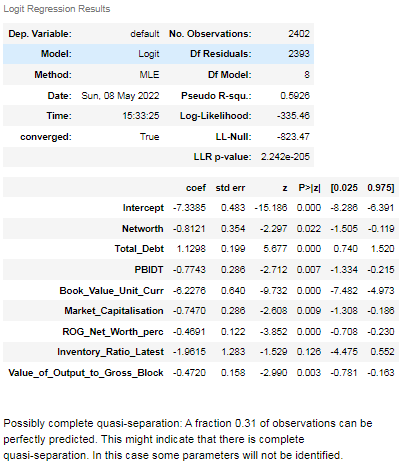 Logit Regression Results
Dep. Variable: default No. Observations: 2402
Model: Logit Df Residuals: 2393
Method: MLE Df Model: 8
Date: Sun, 08 May 2022 Pseudo R-squ.: 0.5926
Time: 15:33:25 Log-Likelihood: -335.46
converged: True LL-Null: -823.47
LLR p-value: 2.242e-205
coef std err z P>|z| [0.025 0.975]
Intercept -7.3385 0.483 -15.186 0.000 -8.286 -6.391
Networth -0.8121 0.354 -2.297 0.022 -1.505 -0.119
Total_Debt 1.1298 0.199 5.677 0.000 0.740 1.520
PBIDT -0.7743 0.286 -2.712 0.007 -1.334 -0.215
Book_Value_Unit_Curr -6.2276 0.640 -9.732 0.000 -7.482 -4.973
Market_Capitalisation -0.7470 0.286 -2.608 0.009 -1.308 -0.186
ROG_Net_Worth_perc -0.4691 0.122 -3.852 0.000 -0.708 -0.230
Inventory_Ratio_Latest -1.9615 1.283 -1.529 0.126 -4.475 0.552
Value_of_Output_to_Gross_Block -0.4720 0.158 -2.990 0.003 -0.781 -0.163
Possibly complete quasi-separation: A fraction 0.31 of observations can be
perfectly predicted. This might indicate that there is complete
quasi-separation. In this case some parameters will not be identified.